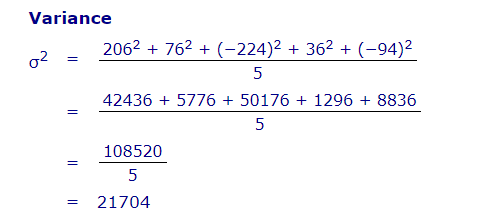 Variance
σ² = 206² + 76² + (−224)² + 36² + (−94)²
5
= 42436 + 5776 + 50176 + 1296 + 8836
5
= 108520
5
= 21704